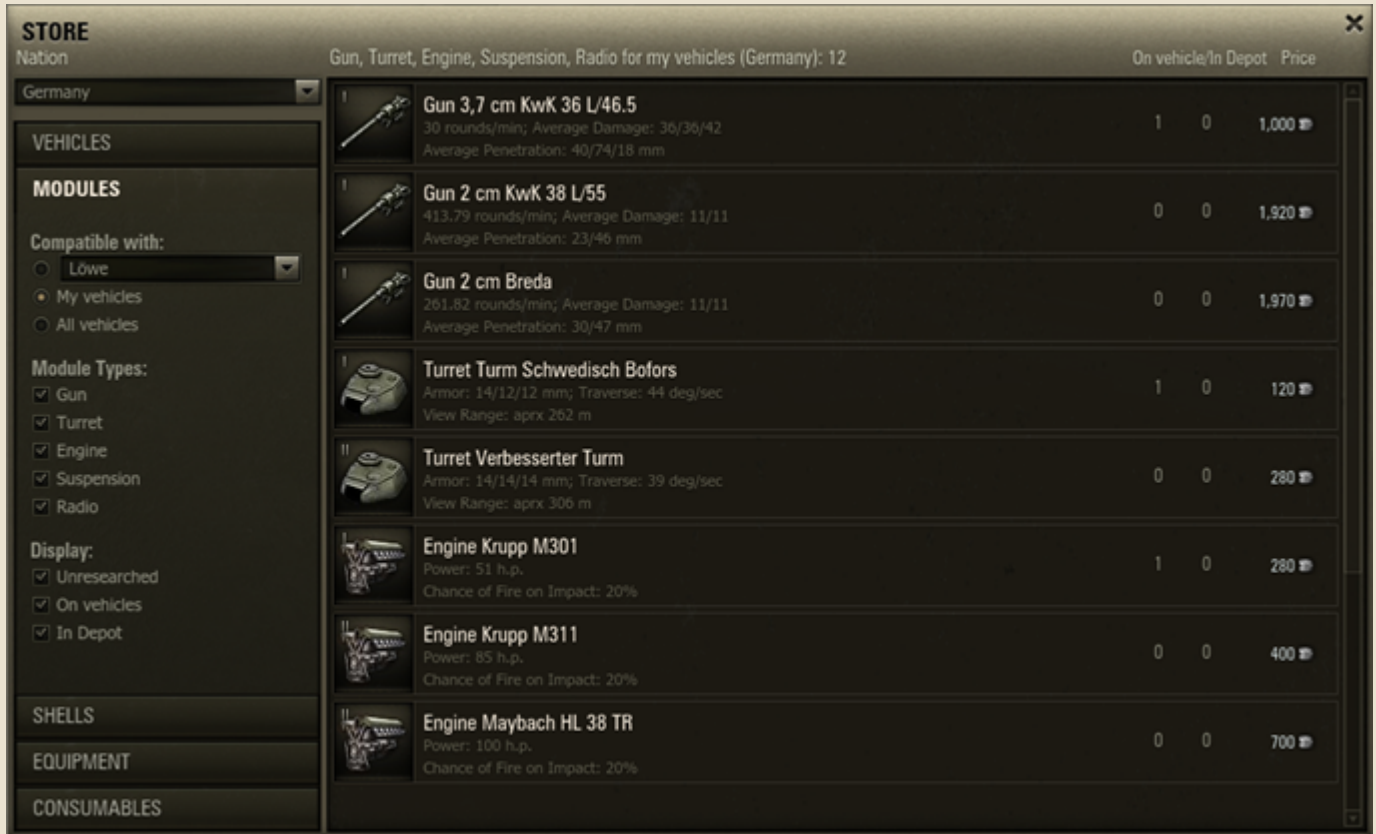 STORE
Nation
Gun, Turret, Engine, Suspension, Radio for my vehicles (Germany): 12
On vehicle/In Depot Price
Germany
VEHICLES
MODULES
Compatible with:
Löwe
My vehicles
All vehicles
Module Types:
Gun
Turret
Engine
Suspension
Radio
Display:
Unresearched
On vehicles
In Depot
SHELLS
EQUIPMENT
CONSUMABLES
I
Gun 3,7 cm KwK 36 L/46.5
30 rounds/min; Average Damage: 36/36/42
Average Penetration: 40/74/18 mm
1 0 1,000
I
Gun 2 cm KwK 38 L/55
413.79 rounds/min; Average Damage: 11/11
Average Penetration: 23/46 mm
0 0 1,920
I
Gun 2 cm Breda
261.82 rounds/min; Average Damage: 11/11
Average Penetration: 30/47 mm
0 0 1,970
I
Turret Turm Schwedisch Bofors
Armor: 14/12/12 mm; Traverse: 44 deg/sec
View Range: aprx 262 m
1 0 120
II
Turret Verbesserter Turm
Armor: 14/14/14 mm; Traverse: 39 deg/sec
View Range: aprx 306 m
0 0 280
Engine Krupp M301
Power: 51 h.p.
Chance of Fire on Impact: 20%
1 0 280
Engine Krupp M311
Power: 85 h.p.
Chance of Fire on Impact: 20%
0 0 400
Engine Maybach HL 38 TR
Power: 100 h.p.
Chance of Fire on Impact: 20%
0 0 700